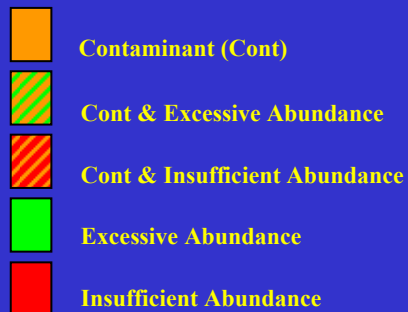 Contaminant (Cont)
Cont & Excessive Abundance
Cont & Insufficient Abundance
Excessive Abundance
Insufficient Abundance